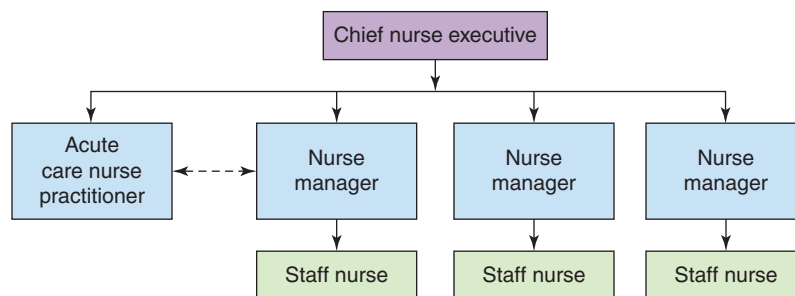 Chief nurse executive
Acute
care nurse
practitioner
Nurse
manager
Nurse
manager
Nurse
manager
Staff nurse
Staff nurse
Staff nurse